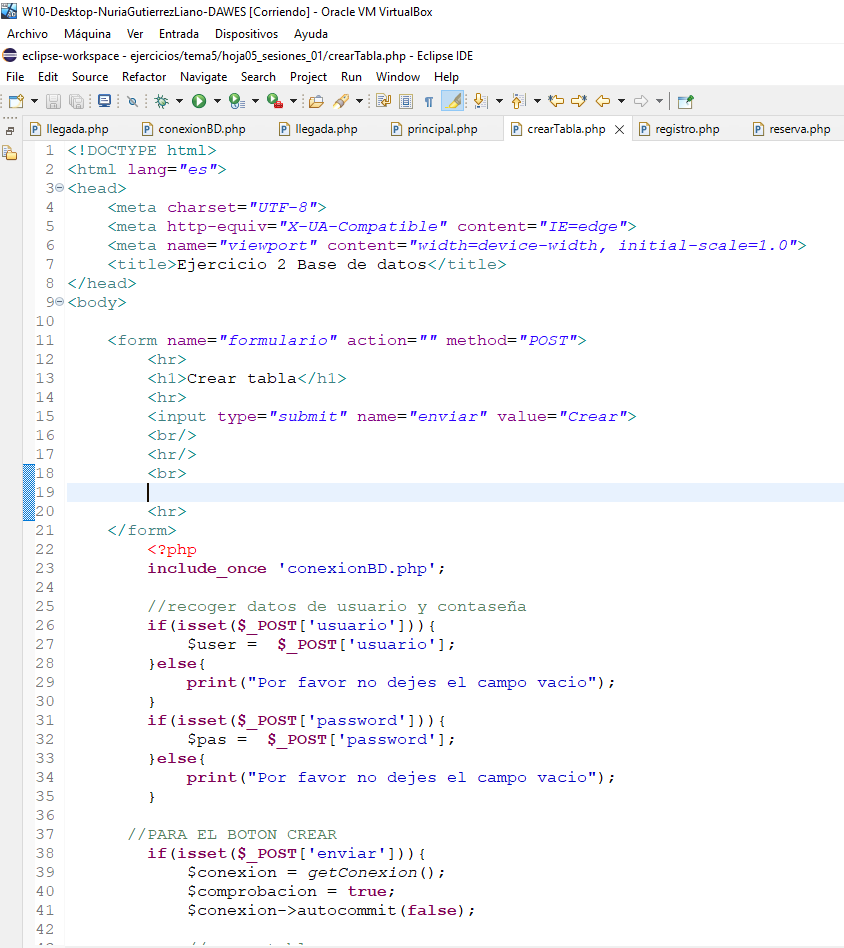 W10-Desktop-NuriaGutierrezLiano-DAWES [Corriendo] - Oracle VM VirtualBox
Archivo Máquina Ver Entrada Dispositivos Ayuda
eclipse-workspace - ejercicios/tema5/hoja05_sesiones_01/crearTabla.php - Eclipse IDE
File Edit Source Refactor Navigate Search Project Run Window Help
llegada.php conexionBD.php llegada.php principal.php crearTabla.php registro.php reserva.php
1 <!DOCTYPE html>
2 <html lang="es">
3 <head>
4 <meta charset="UTF-8">
5 <meta http-equiv="X-UA-Compatible" content="IE=edge">
6 <meta name="viewport" content="width=device-width, initial-scale=1.0">
7 <title>Ejercicio 2 Base de datos</title>
8 </head>
9 <body>
10
11 <form name="formulario" action="" method="POST">
12 <hr>
13 <h1>Crear tabla</h1>
14 <hr>
15 <input type="submit" name="enviar" value="Crear">
16 <br/>
17 <hr/>
18 <br>
19
20 <hr>
21 </form>
22 <?php
23 include_once 'conexionBD.php';
24
25 //recoger datos de usuario y contaseña
26 if(isset($_POST['usuario'])){
27 $user =  $_POST['usuario'];
28 }else{
29 print("Por favor no dejes el campo vacio");
30 }
31 if(isset($_POST['password'])){
32 $pas =  $_POST['password'];
33 }else{
34 print("Por favor no dejes el campo vacio");
35 }
36
37 //PARA EL BOTON CREAR
38 if(isset($_POST['enviar'])){
39 $conexion = getConexion();
40 $comprobacion = true;
41 $conexion->autocommit(false);
42